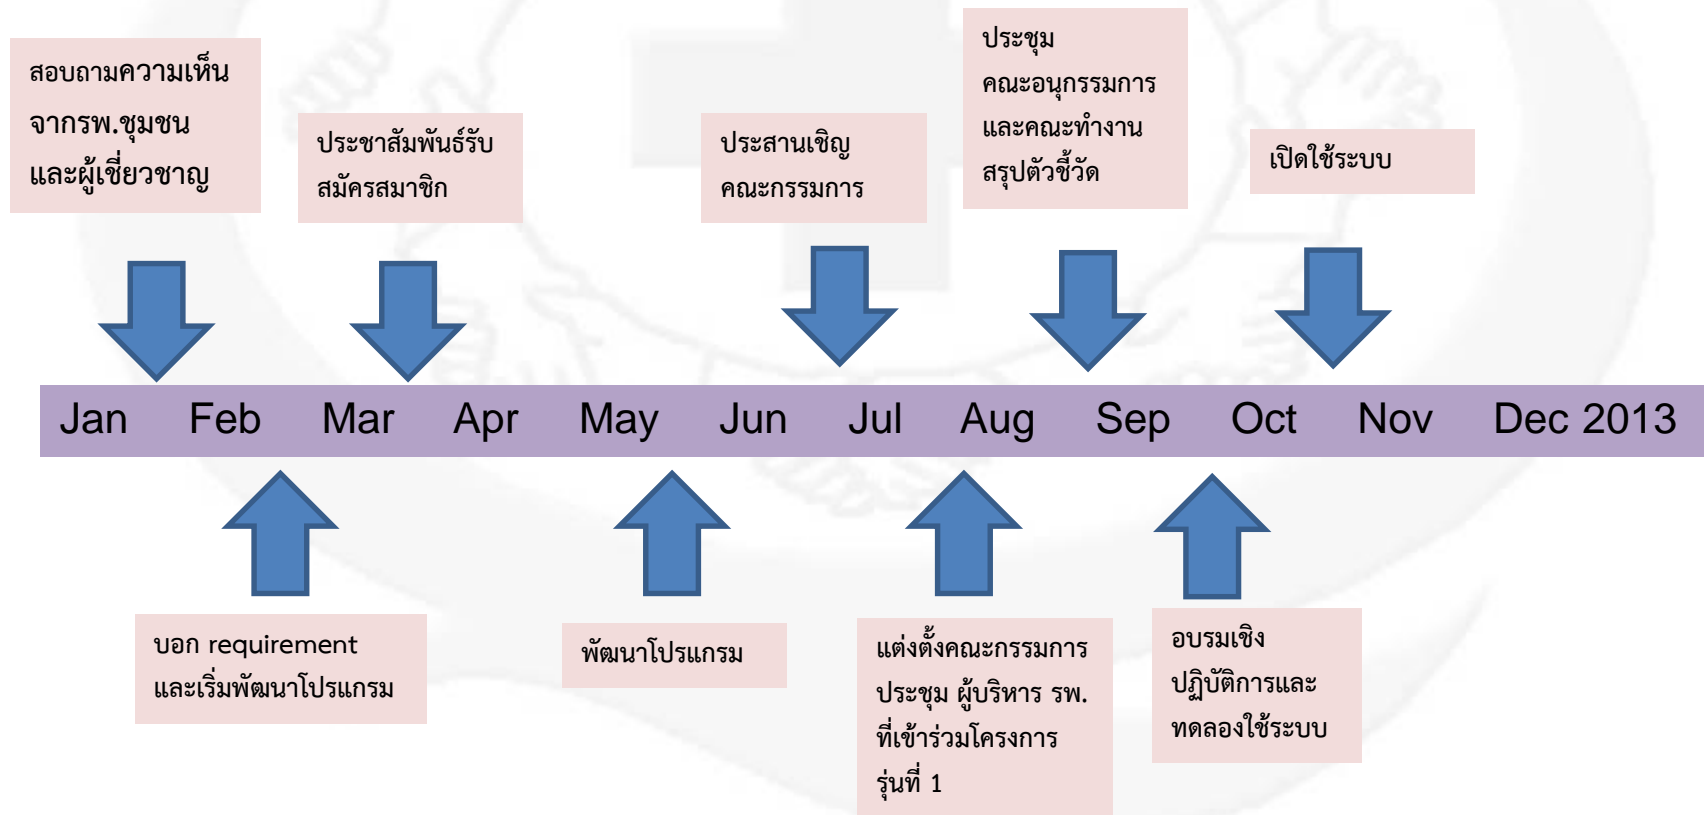 สอบถามความเห็น
จากรพ.ชุมชน
และผู้เชี่ยวชาญ
ประชาสัมพันธ์รับ
สมัครสมาชิก
ประสานเชิญ
คณะกรรมการ
ประชุม
คณะอนุกรรมการ
และคณะทำงาน
สรุปตัวชี้วัด
เปิดใช้ระบบ
Jan Feb Mar Apr May Jun Jul Aug Sep Oct Nov Dec 2013
บอก requirement
และเริ่มพัฒนาโปรแกรม
พัฒนาโปรแกรม
แต่งตั้งคณะกรรมการ
ประชุม ผู้บริหาร รพ.
ที่เข้าร่วมโครงการ
รุ่นที่ 1
อบรมเชิง
ปฏิบัติการและ
ทดลองใช้ระบบ